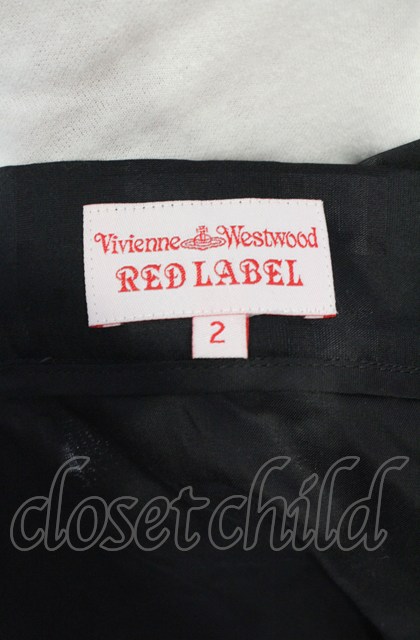 Vivienne Westwood
RED LABEL
2
closetchild